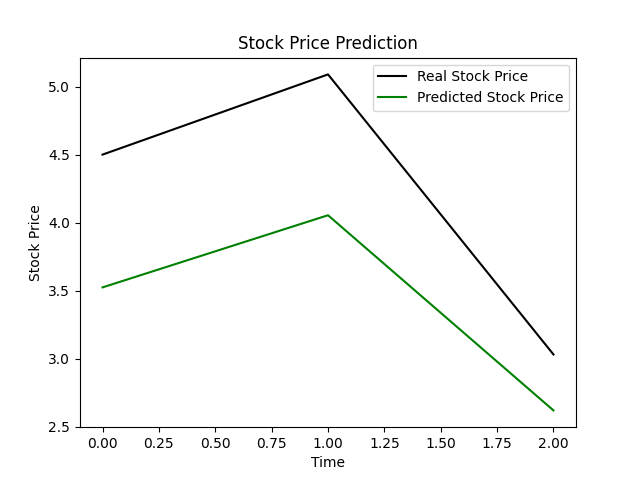 Stock Price Prediction
Real Stock Price
Predicted Stock Price
Stock Price
5.0
4.5
4.0
3.5
3.0
2.5
0.00 0.25 0.50 0.75 1.00 1.25 1.50 1.75 2.00
Time